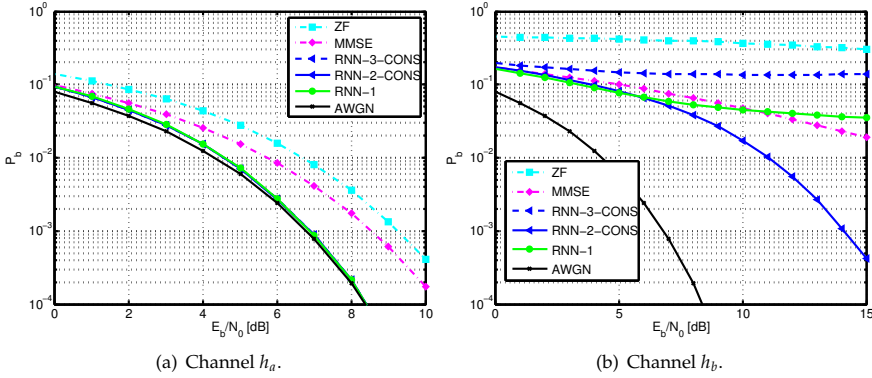 10^0
10^-1
10^-2
10^-3
10^-4
P_b
0 2 4 6 8 10
E_b/N_0 [dB]
ZF
MMSE
RNN-3-CONS
RNN-2-CONS
RNN-1
AWGN
(a) Channel h_a.
10^0
10^-1
10^-2
10^-3
10^-4
P_b
ZF
MMSE
RNN-3-CONS
RNN-2-CONS
RNN-1
AWGN
0 5 10 15
E_b/N_0 [dB]
(b) Channel h_b.